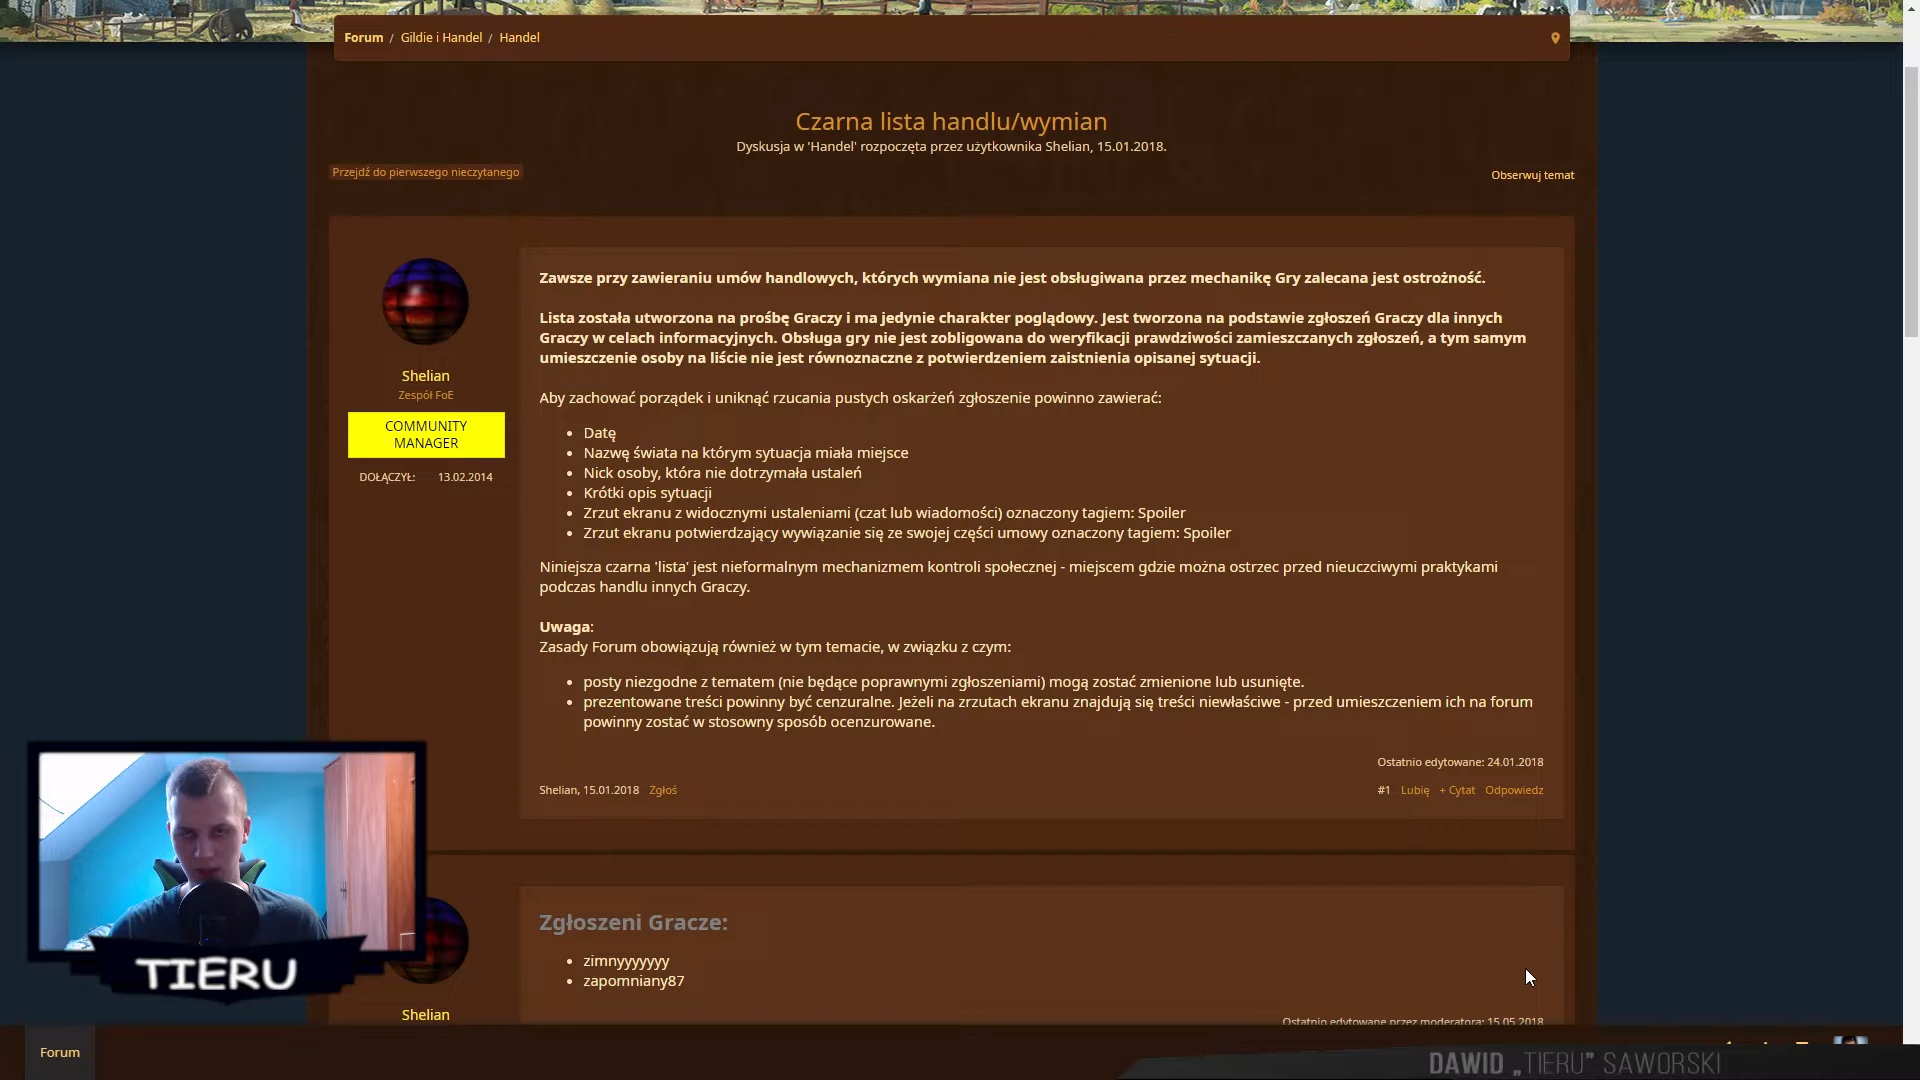 Forum / Gildie i Handel / Handel
Czarna lista handlu/wymian
Dyskusja w 'Handel' rozpoczęta przez użytkownika Shelian, 15.01.2018.
Przejdź do pierwszego nieczytanego
Obserwuj temat
Shelian
Zespół FoE
COMMUNITY
MANAGER
DOŁĄCZYŁ: 13.02.2014
Zawsze przy zawieraniu umów handlowych, których wymiana nie jest obsługiwana przez mechanikę Gry zalecana jest ostrożność.
Lista została utworzona na prośbę Graczy i ma jedynie charakter poglądowy. Jest tworzona na podstawie zgłoszeń Graczy dla innych
Graczy w celach informacyjnych. Obsługa gry nie jest zobligowana do weryfikacji prawdziwości zamieszczanych zgłoszeń, a tym samym
umieszczenie osoby na liście nie jest równoznaczne z potwierdzeniem zaistnienia opisanej sytuacji.
Aby zachować porządek i uniknąć rzucania pustych oskarżeń zgłoszenie powinno zawierać:
• Datę
• Nazwę świata na którym sytuacja miała miejsce
• Nick osoby, która nie dotrzymała ustaleń
• Krótki opis sytuacji
• Zrzut ekranu z widocznymi ustaleniami (czat lub wiadomości) oznaczony tagiem: Spoiler
• Zrzut ekranu potwierdzający wywiązanie się ze swojej części umowy oznaczony tagiem: Spoiler
Niniejsza czarna 'lista' jest nieformalnym mechanizmem kontroli społecznej - miejscem gdzie można ostrzec przed nieuczciwymi praktykami
podczas handlu innych Graczy.
Uwaga:
Zasady Forum obowiązują również w tym temacie, w związku z czym:
• posty niezgodne z tematem (nie będące poprawnymi zgłoszeniami) mogą zostać zmienione lub usunięte.
• prezentowane treści powinny być cenzuralne. Jeżeli na zrzutach ekranu znajdują się treści niewłaściwe - przed umieszczeniem ich na forum
powinny zostać w stosowny sposób ocenzurowane.
Ostatnio edytowane: 24.01.2018
Shelian, 15.01.2018 Zgłoś
#1 Lubię + Cytat Odpowiedz
Zgłoszeni Gracze:
• zimnyyyyyyy
• zapomniany87
Shelian
Ostatnio edytowane przez moderatora: 15.05.2018
TIERU
Forum
DAWID „TIERU” SAWORSKI